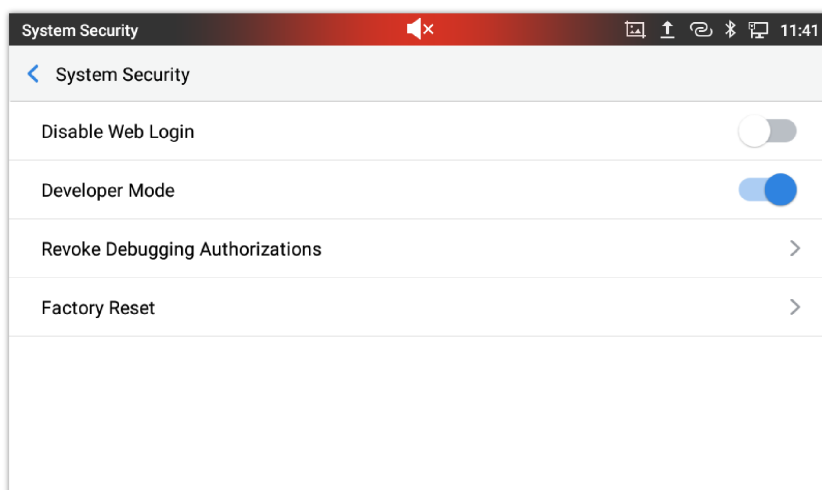 System Security
11:41
System Security
Disable Web Login
Developer Mode
Revoke Debugging Authorizations
Factory Reset